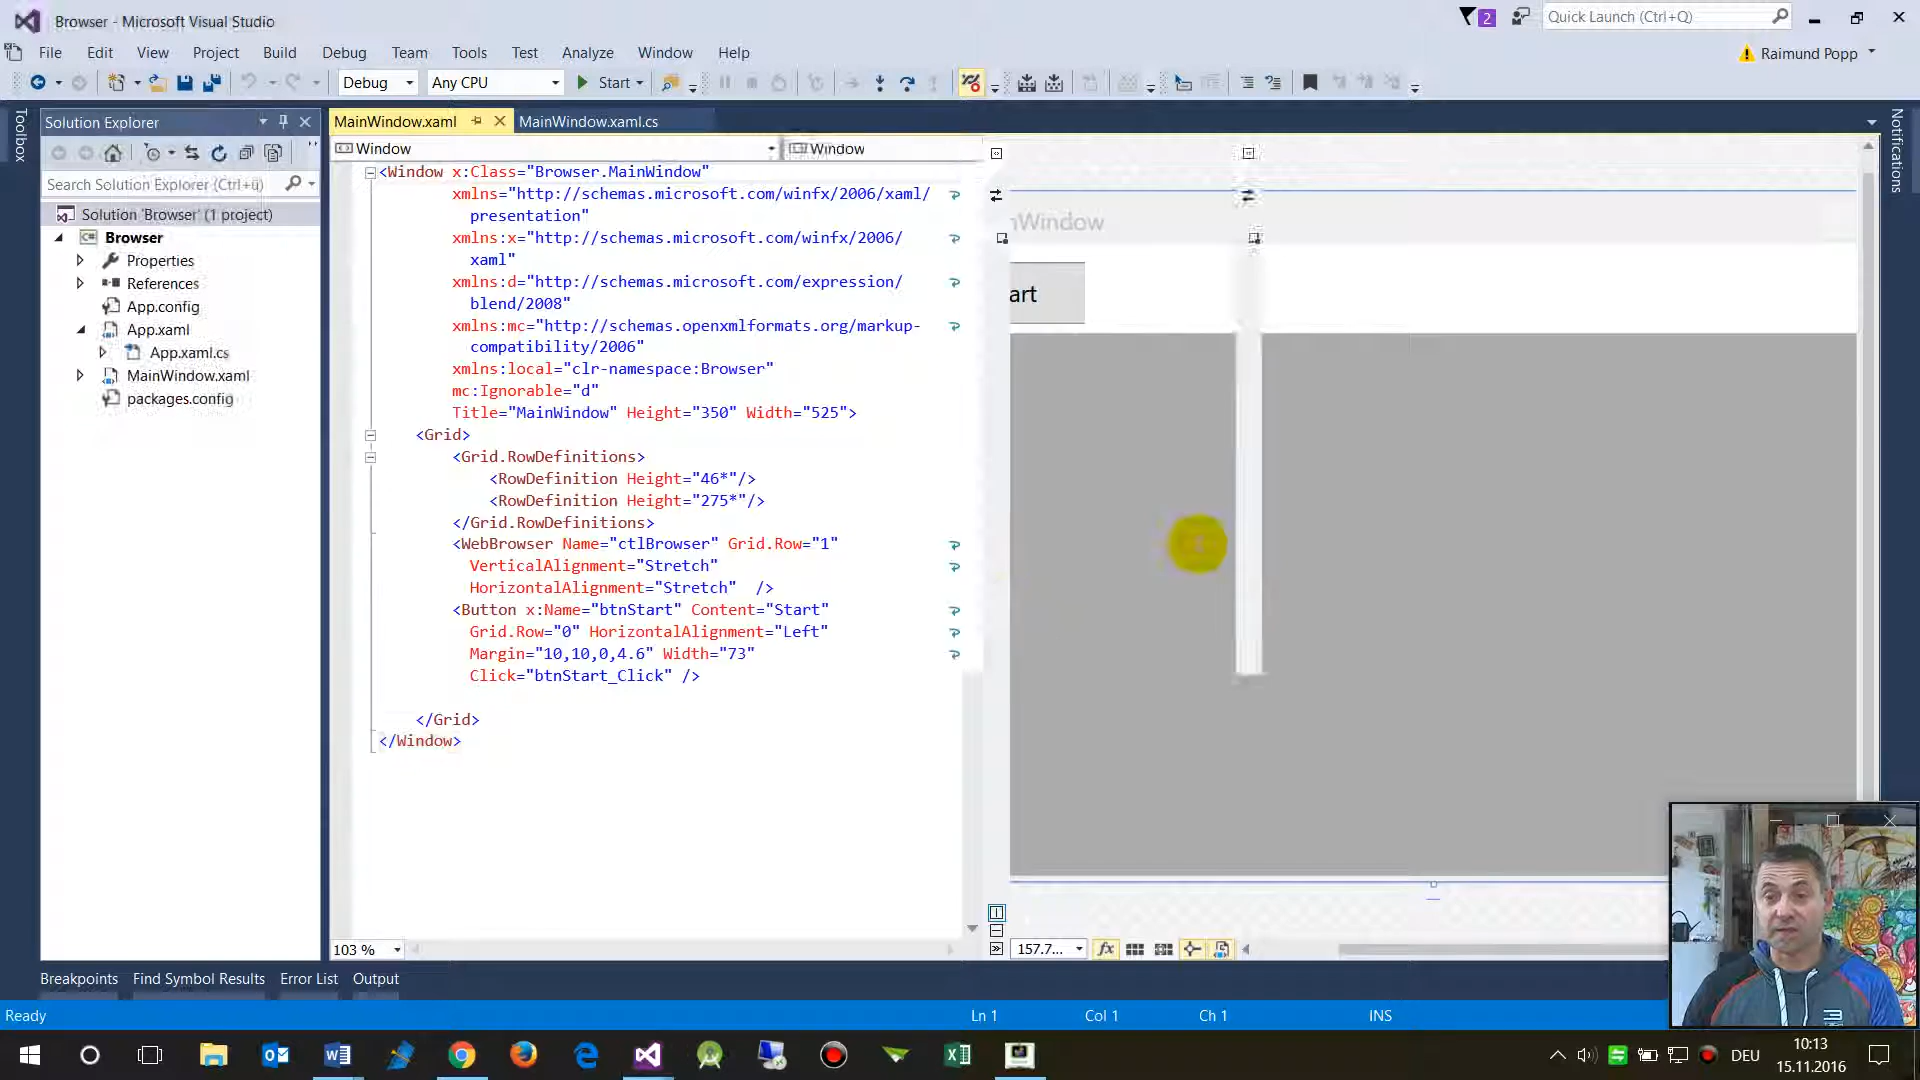 Browser - Microsoft Visual Studio
2
Quick Launch (Ctrl+Q)
File Edit View Project Build Debug Team Tools Test Analyze Window Help
Raimund Popp
Debug Any CPU Start
Toolbox
Solution Explorer
Search Solution Explorer (Ctrl+ü)
Solution 'Browser' (1 project)
Browser
Properties
References
App.config
App.xaml
App.xaml.cs
MainWindow.xaml
packages.config
MainWindow.xaml MainWindow.xaml.cs
Window Window
<Window x:Class="Browser.MainWindow"
xmlns="http://schemas.microsoft.com/winfx/2006/xaml/
presentation"
xmlns:x="http://schemas.microsoft.com/winfx/2006/
xaml"
xmlns:d="http://schemas.microsoft.com/expression/
blend/2008"
xmlns:mc="http://schemas.openxmlformats.org/markup-
compatibility/2006"
xmlns:local="clr-namespace:Browser"
mc:Ignorable="d"
Title="MainWindow" Height="350" Width="525">
<Grid>
<Grid.RowDefinitions>
<RowDefinition Height="46*"/>
<RowDefinition Height="275*"/>
</Grid.RowDefinitions>
<WebBrowser Name="ctlBrowser" Grid.Row="1"
VerticalAlignment="Stretch"
HorizontalAlignment="Stretch"  />
<Button x:Name="btnStart" Content="Start"
Grid.Row="0" HorizontalAlignment="Left"
Margin="10,10,0,4.6" Width="73"
Click="btnStart_Click" />
</Grid>
</Window>
103 %
nWindow
art
157.7...
fx
Notifications
Breakpoints Find Symbol Results Error List Output
Ready Ln 1 Col 1 Ch 1 INS
DEU
10:13
15.11.2016